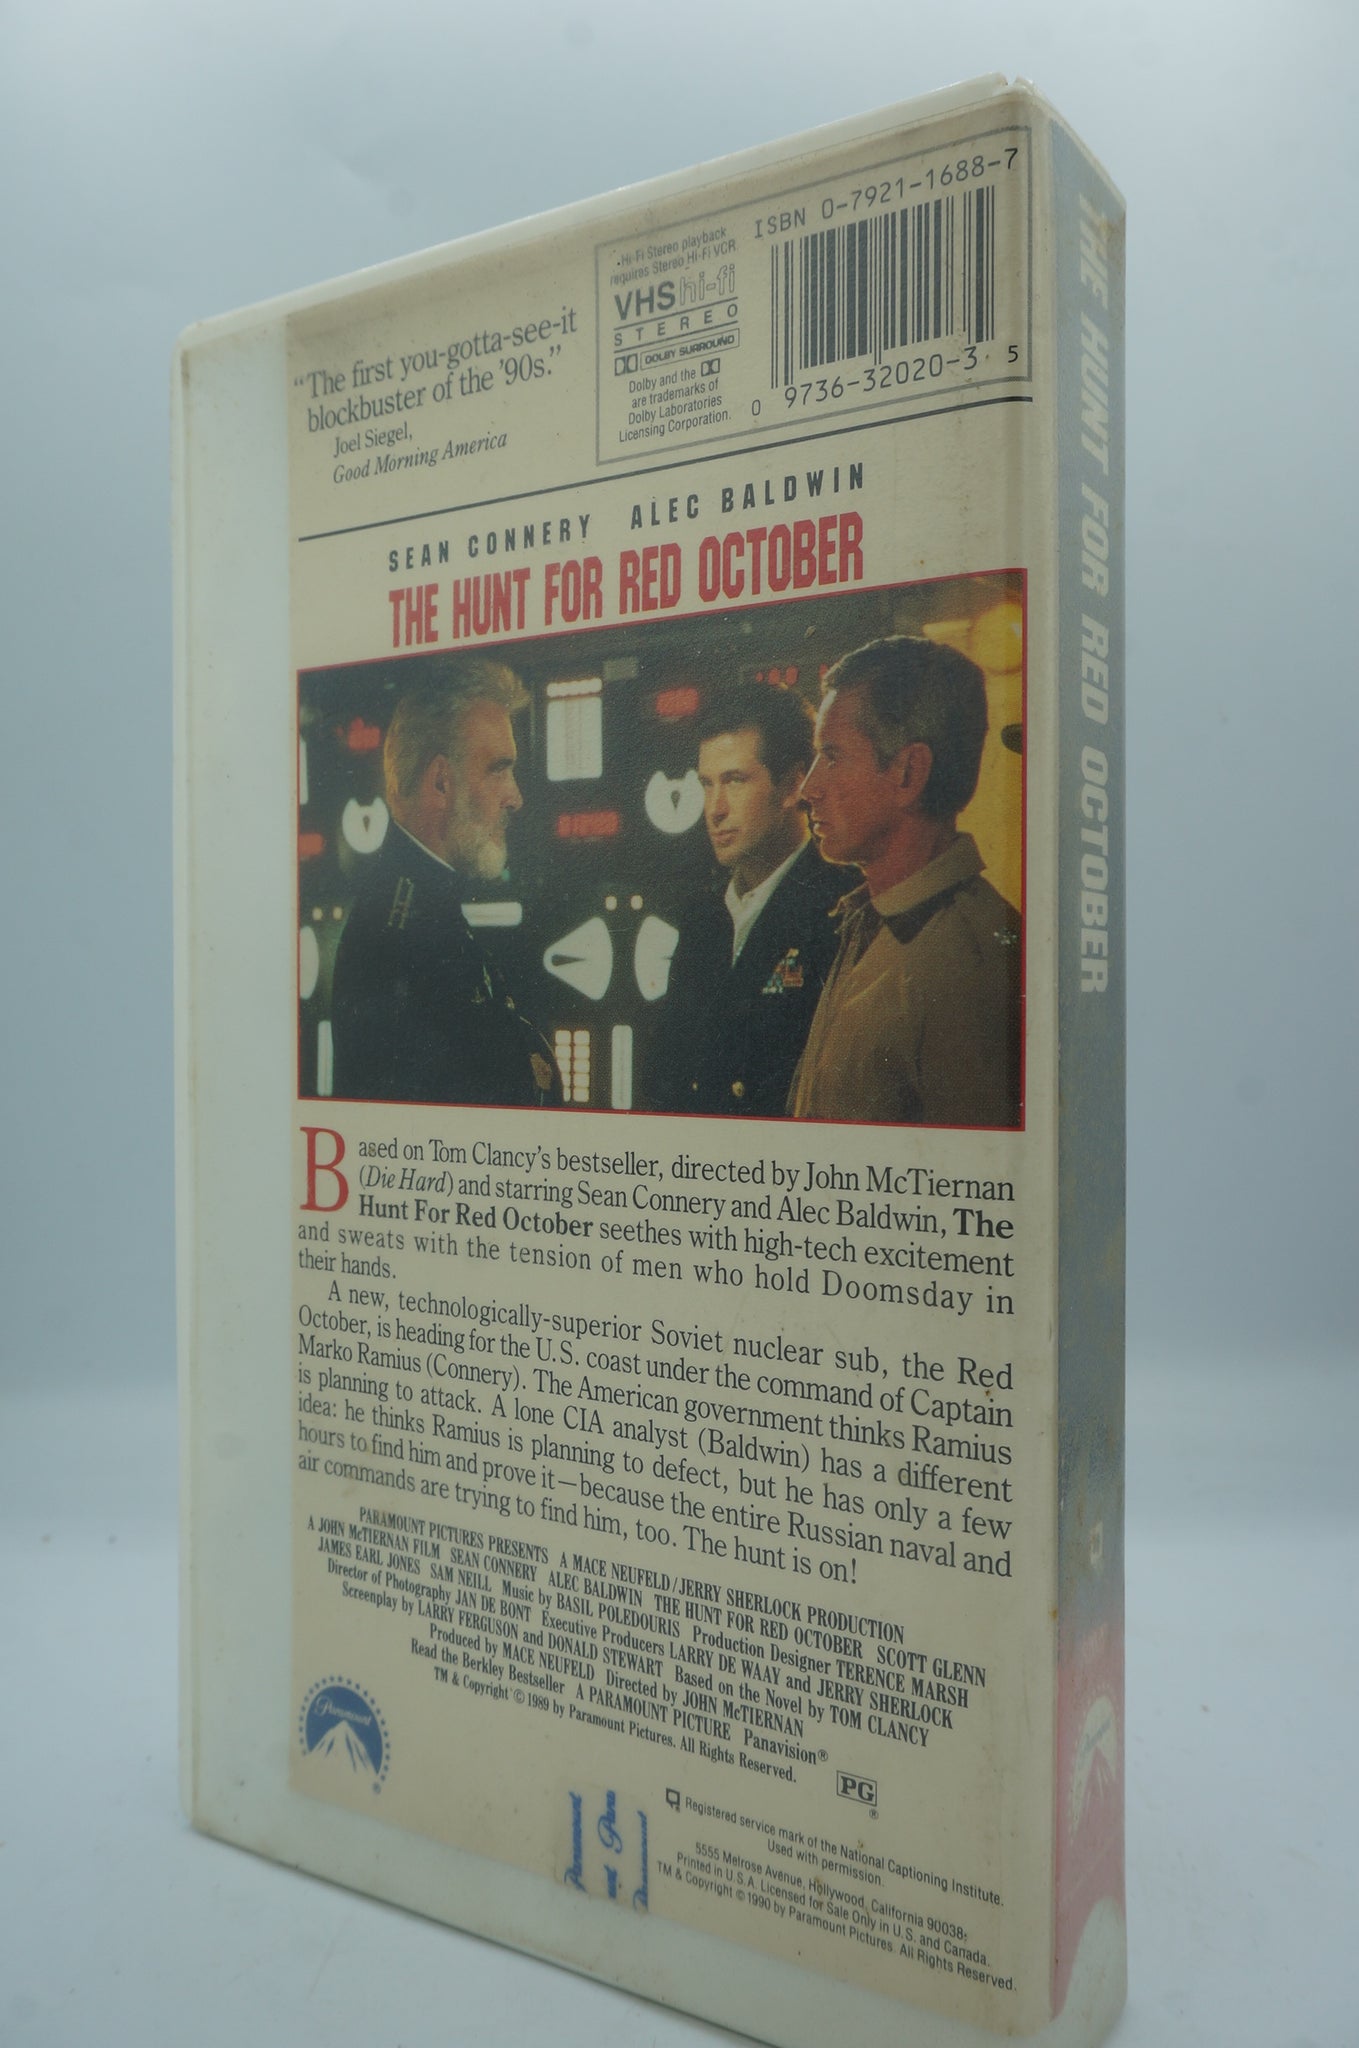 "The first you-gotta-see-it
blockbuster of the '90s."
Joel Siegel,
Good Morning America
Hi-Fi Stereo playback
requires Stereo Hi-Fi VCR.
VHS hi-fi
STEREO
DOLBY SURROUND
Dolby and the
are trademarks of
Dolby Laboratories
Licensing Corporation.
ISBN 0-7921-1688-7
0 9736-32020-3 5
SEAN CONNERY ALEC BALDWIN
THE HUNT FOR RED OCTOBER
Based on Tom Clancy's bestseller, directed by John McTiernan
(Die Hard) and starring Sean Connery and Alec Baldwin, The
Hunt For Red October seethes with high-tech excitement
and sweats with the tension of men who hold Doomsday in
their hands.
A new, technologically-superior Soviet nuclear sub, the Red
October, is heading for the U.S. coast under the command of Captain
Marko Ramius (Connery). The American government thinks Ramius
is planning to attack. A lone CIA analyst (Baldwin) has a different
idea: he thinks Ramius is planning to defect, but he has only a few
hours to find him and prove it—because the entire Russian naval and
air commands are trying to find him, too. The hunt is on!
PARAMOUNT PICTURES PRESENTS A MACE NEUFELD/JERRY SHERLOCK PRODUCTION
A JOHN McTIERNAN FILM SEAN CONNERY ALEC BALDWIN THE HUNT FOR RED OCTOBER SCOTT GLENN
JAMES EARL JONES SAM NEILL Music by BASIL POLEDOURIS Production Designer TERENCE MARSH
Director of Photography JAN DE BONT Executive Producers LARRY DE WAAY and JERRY SHERLOCK
Screenplay by LARRY FERGUSON and DONALD STEWART Based on the Novel by TOM CLANCY
Produced by MACE NEUFELD Directed by JOHN McTIERNAN
Read the Berkley Bestseller A PARAMOUNT PICTURE Panavision®
TM & Copyright © 1989 by Paramount Pictures. All Rights Reserved.
Paramount
®
PG
®
Registered service mark of the National Captioning Institute.
Used with permission.
5555 Melrose Avenue, Hollywood, California 90038.
Printed in U.S.A. Licensed for Sale Only in U.S. and Canada.
TM & Copyright © 1990 by Paramount Pictures. All Rights Reserved.
Paramount
Paramount
THE HUNT FOR RED OCTOBER
Paramount